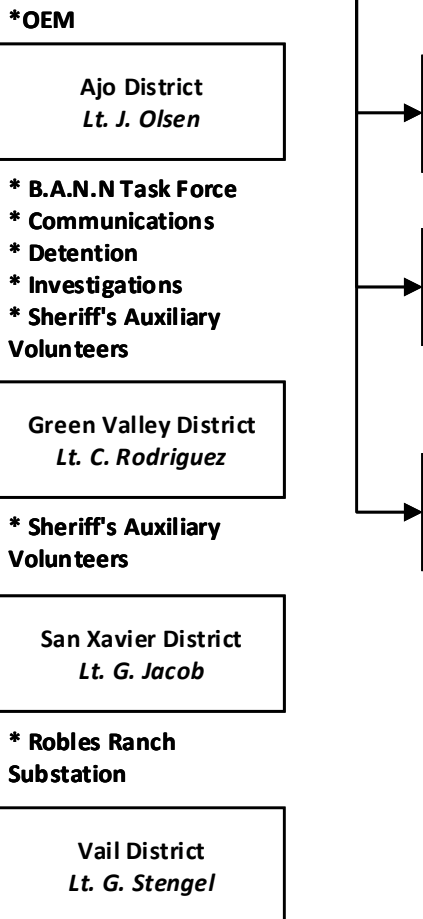 *OEM
Ajo District
Lt. J. Olsen
* B.A.N.N Task Force
* Communications
* Detention
* Investigations
* Sheriff's Auxiliary
Volunteers
Green Valley District
Lt. C. Rodriguez
* Sheriff's Auxiliary
Volunteers
San Xavier District
Lt. G. Jacob
* Robles Ranch
Substation
Vail District
Lt. G. Stengel